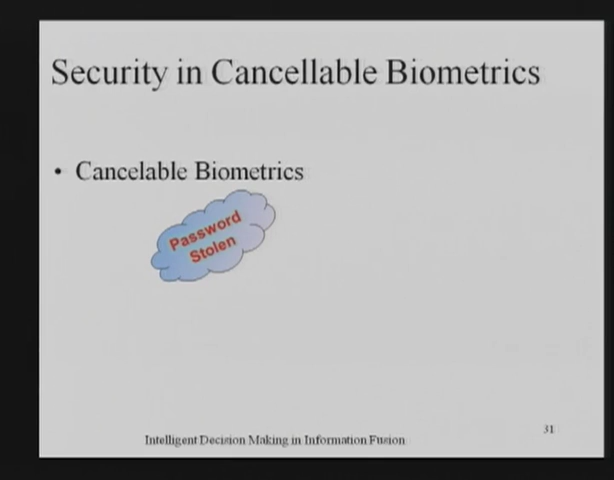 Security in Cancellable Biometrics
• Cancelable Biometrics
Password
Stolen
31
Intelligent Decision Making in Information Fusion